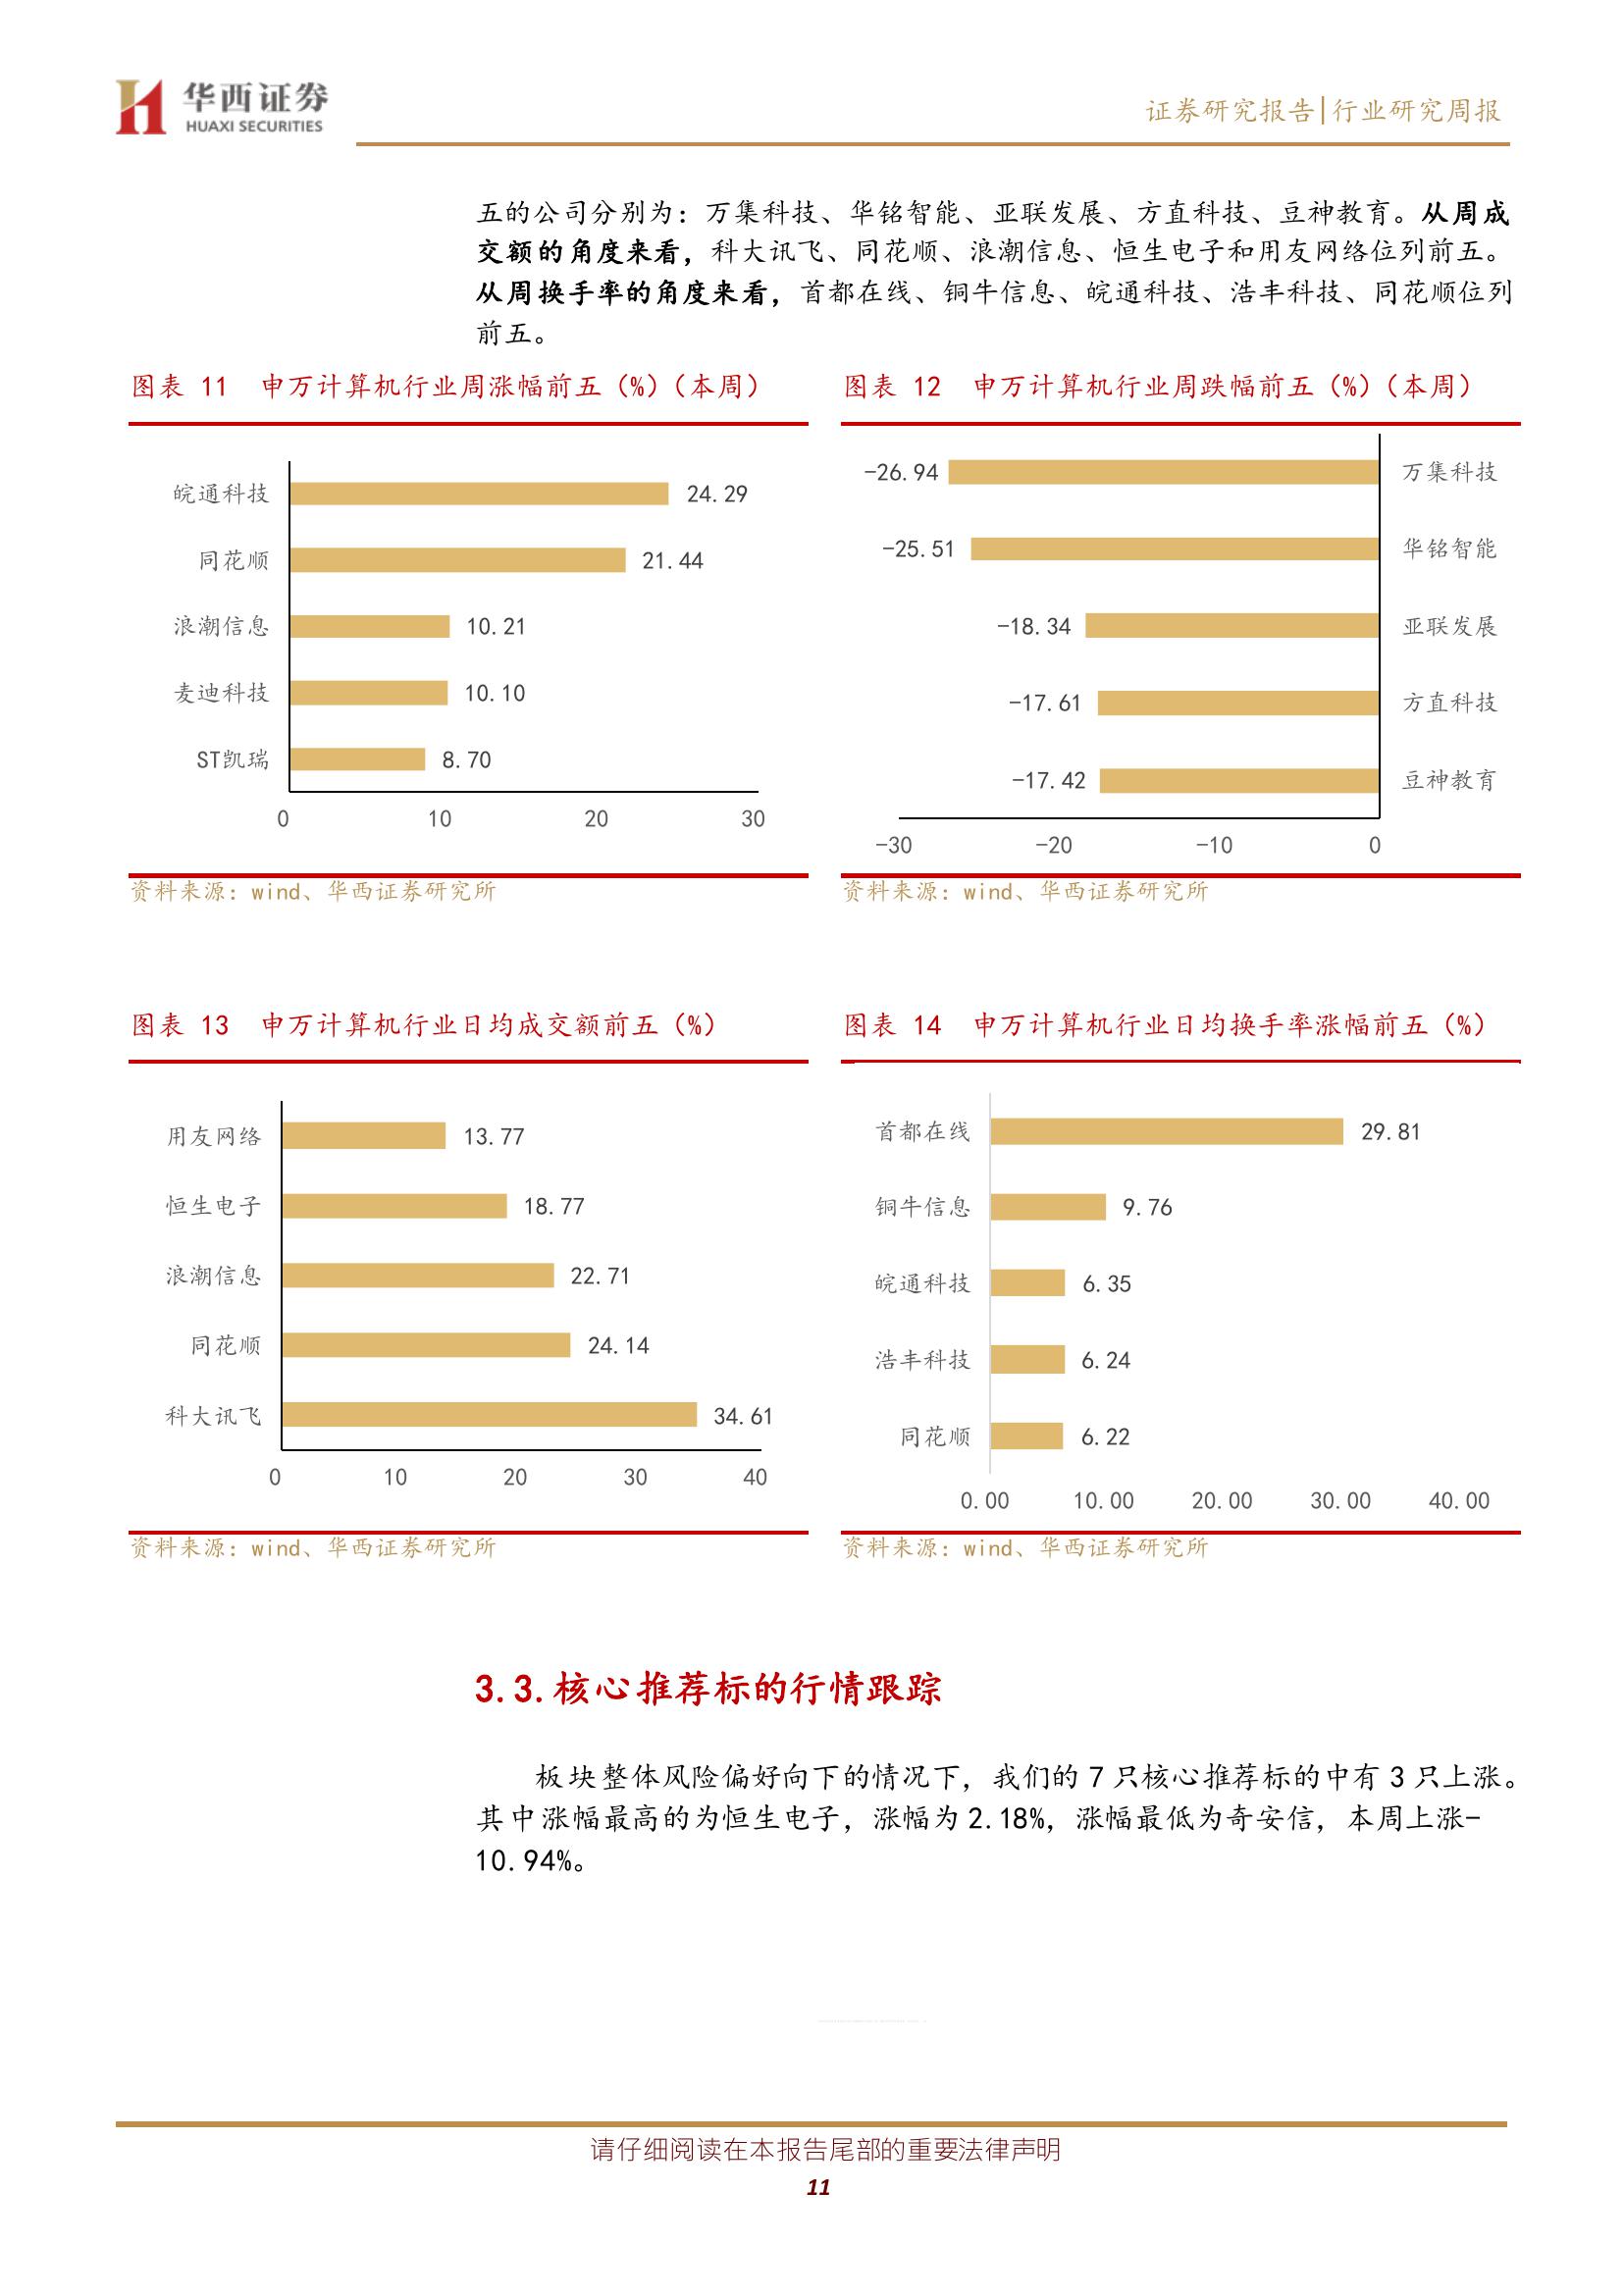 华西证券
HUAXI SECURITIES
证券研究报告|行业研究周报
五的公司分别为：万集科技、华铭智能、亚联发展、方直科技、豆神教育。从周成
交额的角度来看，科大讯飞、同花顺、浪潮信息、恒生电子和用友网络位列前五。
从周换手率的角度来看，首都在线、铜牛信息、皖通科技、浩丰科技、同花顺位列
前五。
图表 11 申万计算机行业周涨幅前五（%）（本周）
皖通科技 24.29
同花顺 21.44
浪潮信息 10.21
麦迪科技 10.10
ST凯瑞 8.70
0 10 20 30
资料来源：wind、华西证券研究所
图表 12 申万计算机行业周跌幅前五（%）（本周）
-26.94 万集科技
-25.51 华铭智能
-18.34 亚联发展
-17.61 方直科技
-17.42 豆神教育
-30 -20 -10 0
资料来源：wind、华西证券研究所
图表 13 申万计算机行业日均成交额前五（%）
用友网络 13.77
恒生电子 18.77
浪潮信息 22.71
同花顺 24.14
科大讯飞 34.61
0 10 20 30 40
资料来源：wind、华西证券研究所
图表 14 申万计算机行业日均换手率涨幅前五（%）
首都在线 29.81
铜牛信息 9.76
皖通科技 6.35
浩丰科技 6.24
同花顺 6.22
0.00 10.00 20.00 30.00 40.00
资料来源：wind、华西证券研究所
3.3.核心推荐标的行情跟踪
板块整体风险偏好向下的情况下，我们的 7 只核心推荐标的中有 3 只上涨。
其中涨幅最高的为恒生电子，涨幅为 2.18%，涨幅最低为奇安信，本周上涨-
10.94%。
请仔细阅读在本报告尾部的重要法律声明
11